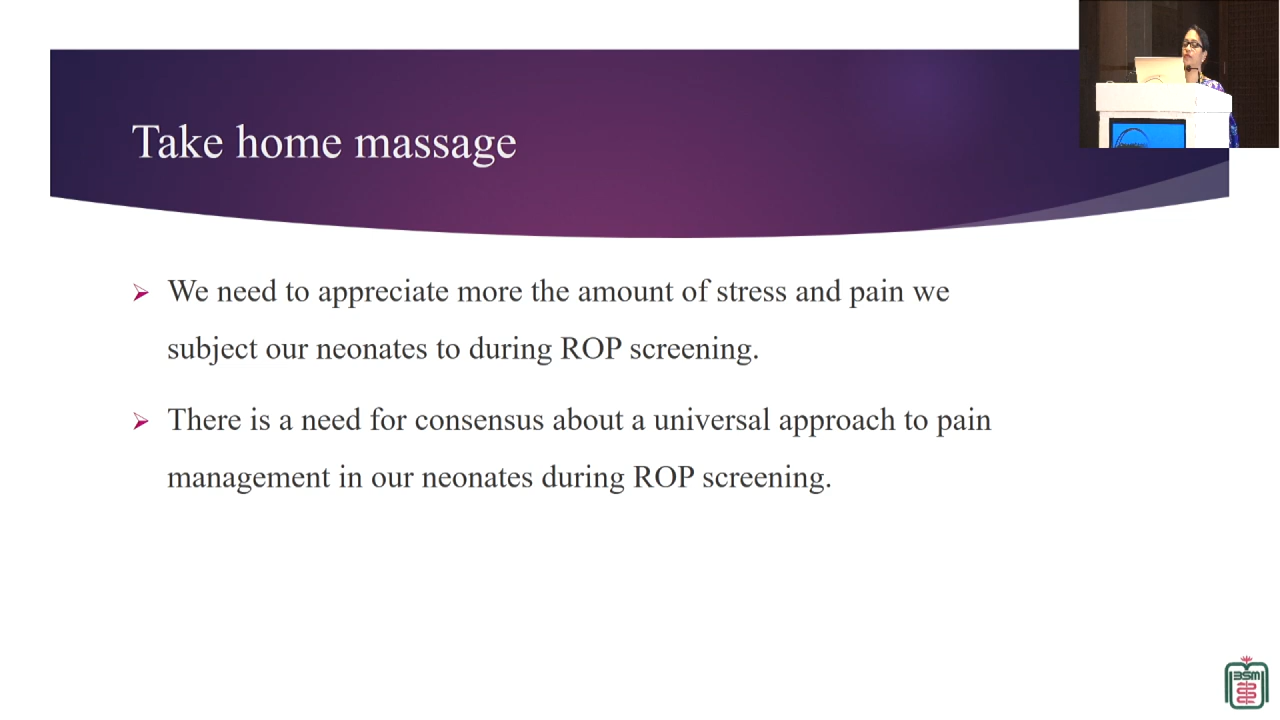 Take home massage
We need to appreciate more the amount of stress and pain we
subject our neonates to during ROP screening.
There is a need for consensus about a universal approach to pain
management in our neonates during ROP screening.